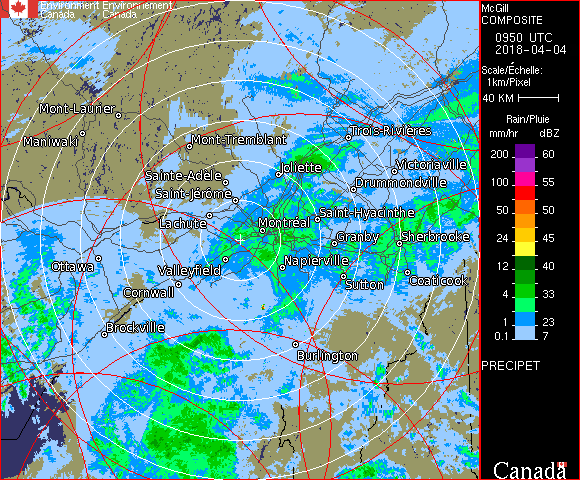 Environment Environnement
Canada Canada
McGill
COMPOSITE
0950 UTC
2018-04-04
Scale/Échelle:
1km/Pixel
40 KM
Rain/Pluie
mm/hr dBZ
200 60
100 55
50 50
24 45
12 40
4 33
1 23
0.1 7
PRECIPET
Canada
Mont-Laurier
Maniwaki
Mont-Tremblant
Trois-Rivières
Joliette
Victoriaville
Sainte-Adèle
Drummondville
Saint-Jérôme
Lachute
Saint-Hyacinthe
Montréal
Granby
Sherbrooke
Ottawa
Valleyfield
Napierville
Cornwall
Sutton
Coaticook
Brockville
Burlington